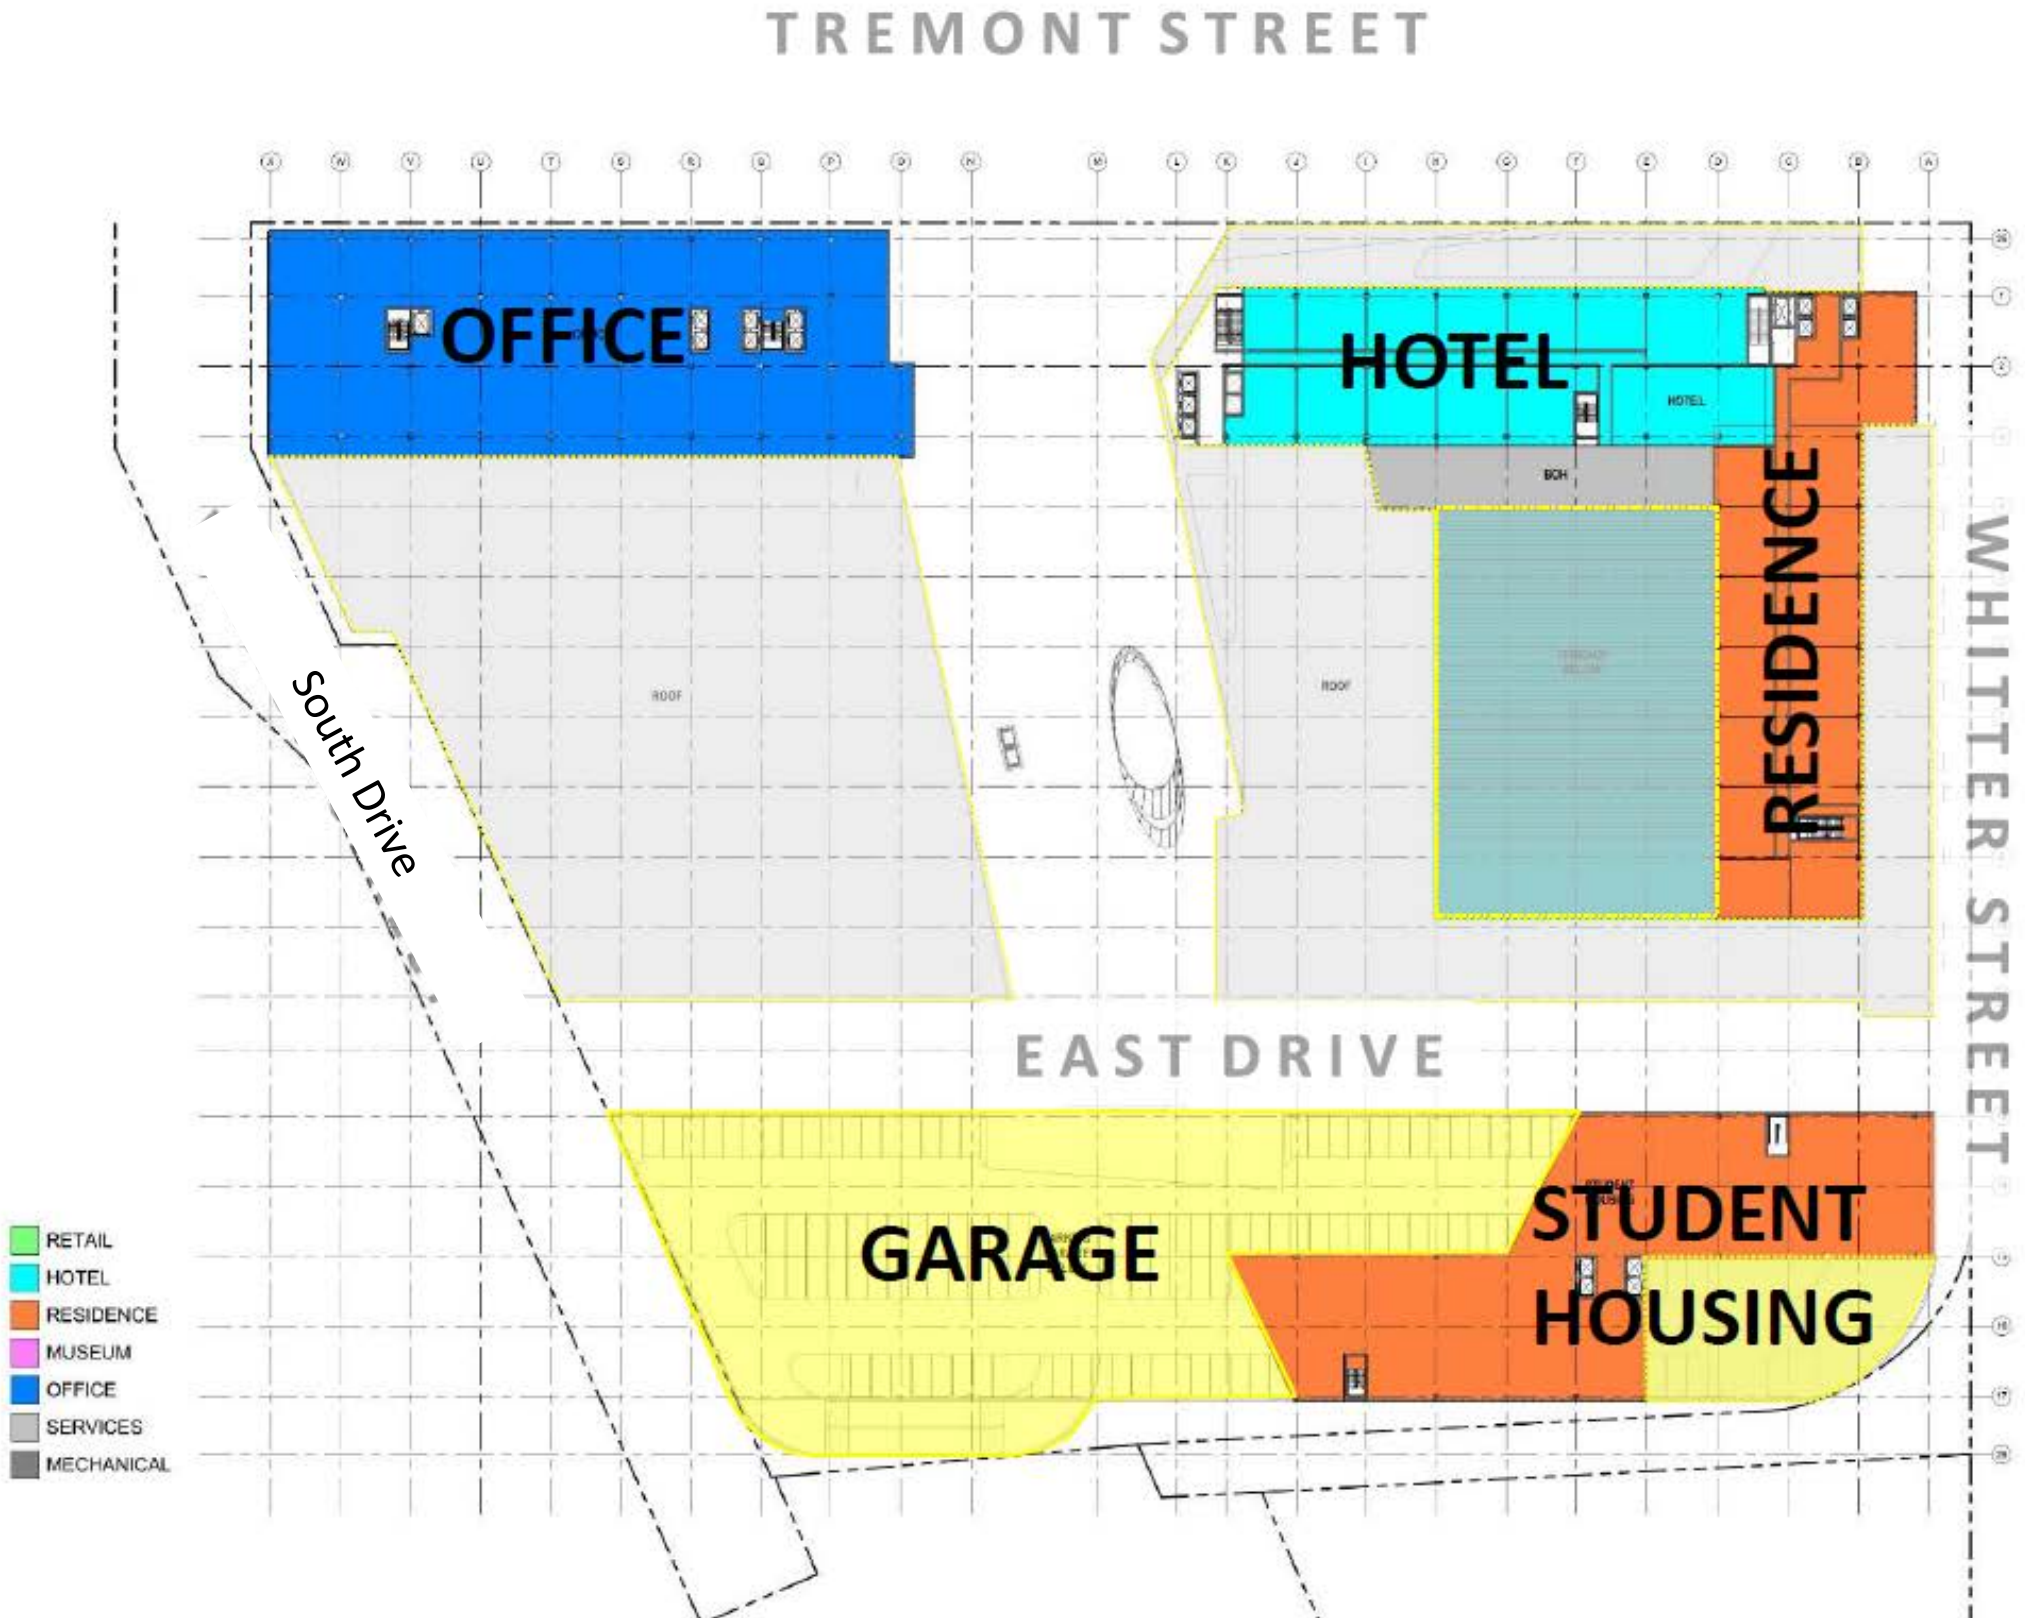 TREMONT STREET
X W V U T S R Q P O N M L K J I H G F E D C B A
OFFICE
HOTEL
HOTEL
BOH
RESIDENCE
WHITTIER STREET
ROOF
ROOF
South Drive
EAST DRIVE
GARAGE
STUDENT
HOUSING
17
RETAIL
HOTEL
RESIDENCE
MUSEUM
OFFICE
SERVICES
MECHANICAL